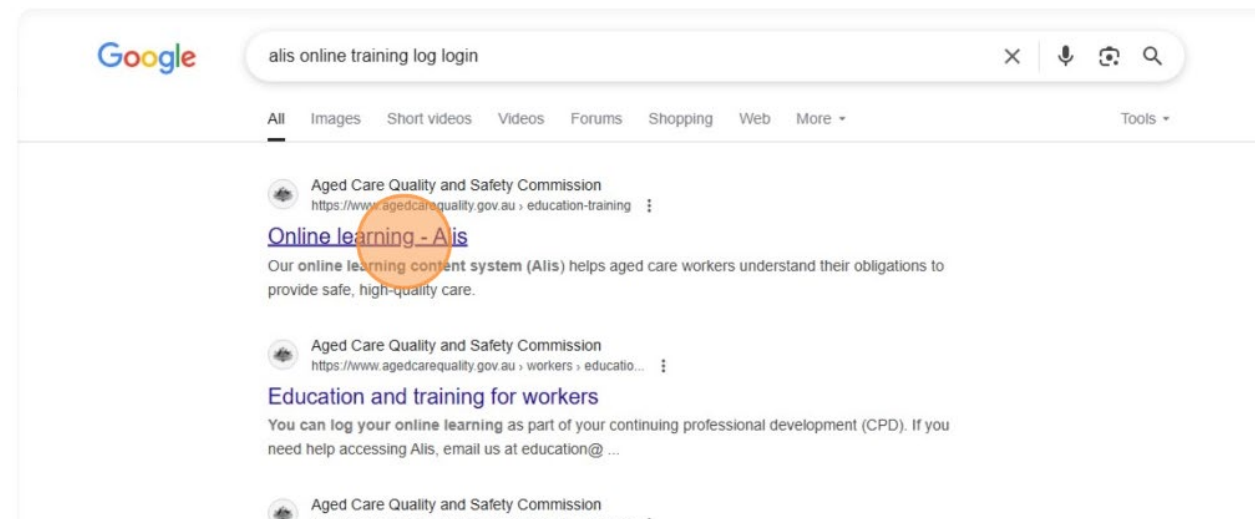 Google
alis online training log login
All Images Short videos Videos Forums Shopping Web More Tools
Aged Care Quality and Safety Commission
https://www.agedcarequality.gov.au › education-training
Online learning - Alis
Our online learning content system (Alis) helps aged care workers understand their obligations to
provide safe, high-quality care.
Aged Care Quality and Safety Commission
https://www.agedcarequality.gov.au › workers › educatio...
Education and training for workers
You can log your online learning as part of your continuing professional development (CPD). If you
need help accessing Alis, email us at education@ ...
Aged Care Quality and Safety Commission